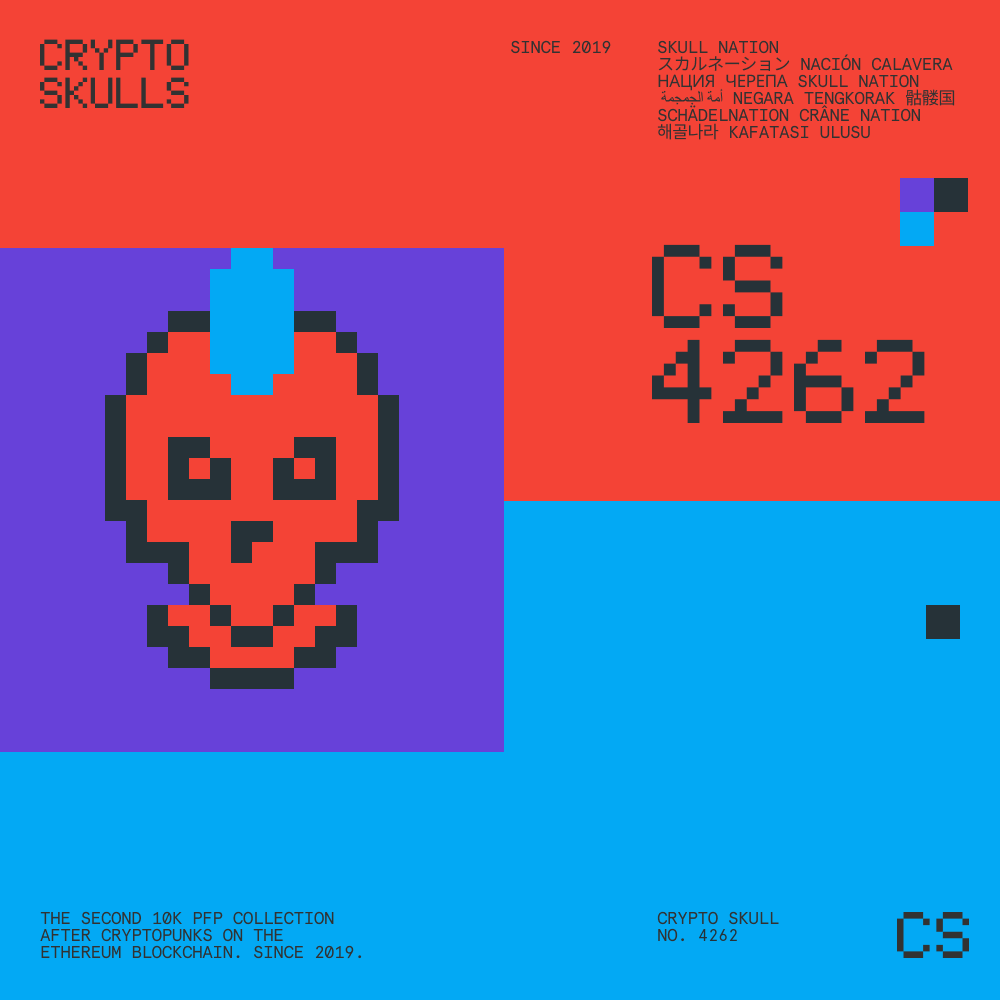 CRYPTO
SKULLS
SINCE 2019
SKULL NATION
スカルネーション NACIÓN CALAVERA
НАЦИЯ ЧЕРЕПА SKULL NATION
أمة الجمجمة NEGARA TENGKORAK 骷髅国
SCHÄDELNATION CRÂNE NATION
해골나라 KAFATASI ULUSU
CS
4262
THE SECOND 10K PFP COLLECTION
AFTER CRYPTOPUNKS ON THE
ETHEREUM BLOCKCHAIN. SINCE 2019.
CRYPTO SKULL
NO. 4262
CS